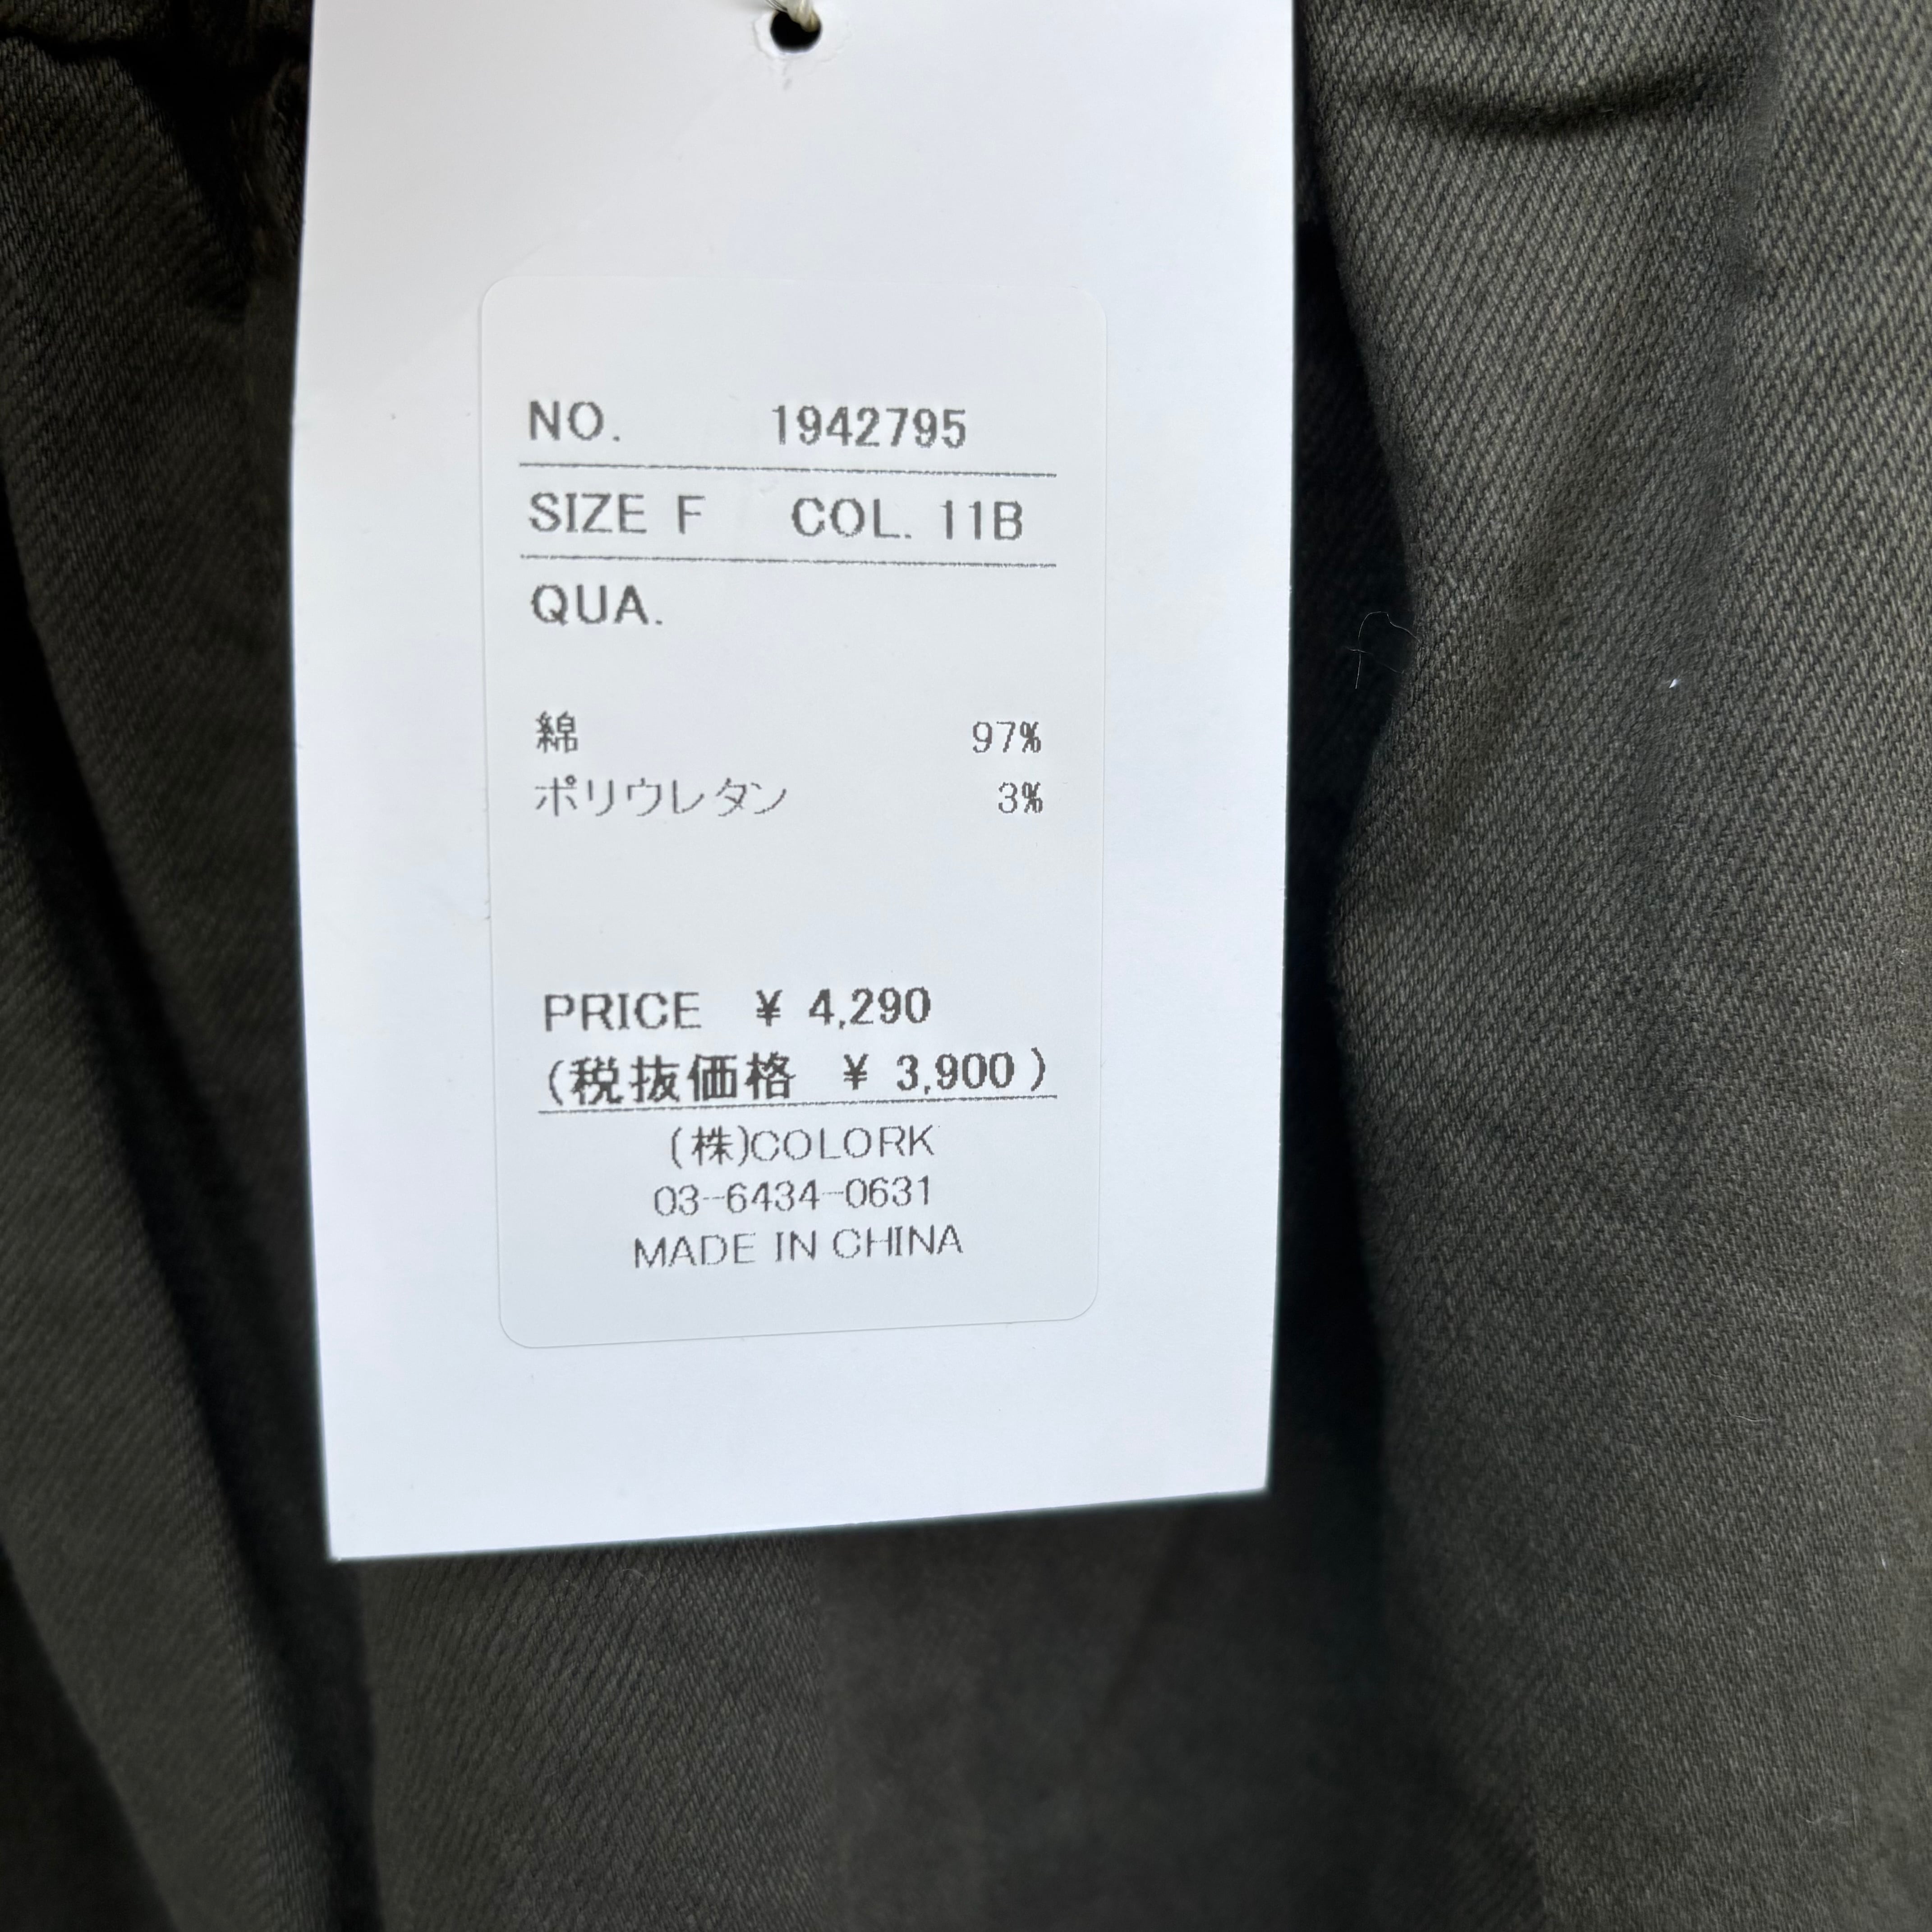 NO. 1942795
SIZE F COL. 11B
QUA.
綿 97%
ポリウレタン 3%
PRICE ¥ 4,290
(税抜価格 ¥ 3,900)
(株)COLORK
03-6434-0631
MADE IN CHINA